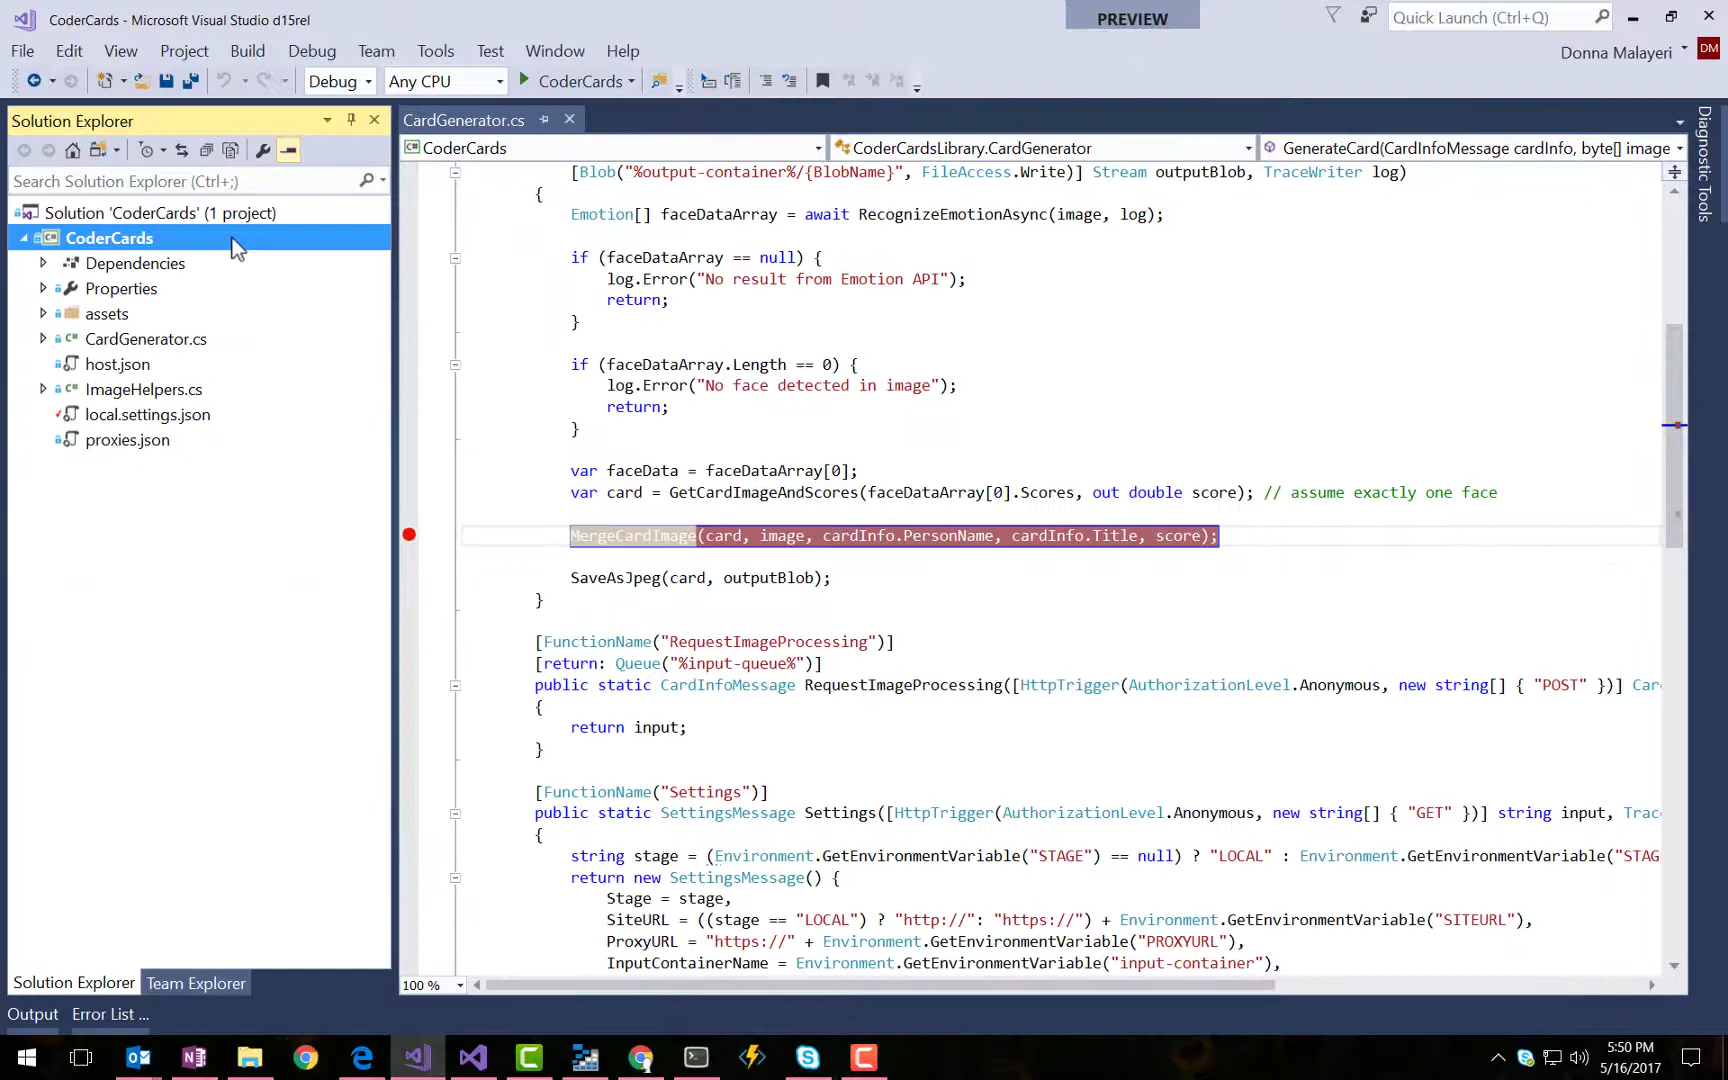 CoderCards - Microsoft Visual Studio d15rel
PREVIEW
Quick Launch (Ctrl+Q)
File Edit View Project Build Debug Team Tools Test Window Help
Donna Malayeri
DM
Debug Any CPU CoderCards
Solution Explorer
Search Solution Explorer (Ctrl+;)
Solution 'CoderCards' (1 project)
CoderCards
Dependencies
Properties
assets
CardGenerator.cs
host.json
ImageHelpers.cs
local.settings.json
proxies.json
Solution Explorer Team Explorer
CardGenerator.cs
CoderCards CoderCardsLibrary.CardGenerator GenerateCard(CardInfoMessage cardInfo, byte[] image
[Blob("%output-container%/{BlobName}", FileAccess.Write)] Stream outputBlob, TraceWriter log)
{
Emotion[] faceDataArray = await RecognizeEmotionAsync(image, log);
if (faceDataArray == null) {
log.Error("No result from Emotion API");
return;
}
if (faceDataArray.Length == 0) {
log.Error("No face detected in image");
return;
}
var faceData = faceDataArray[0];
var card = GetCardImageAndScores(faceDataArray[0].Scores, out double score); // assume exactly one face
MergeCardImage(card, image, cardInfo.PersonName, cardInfo.Title, score);
SaveAsJpeg(card, outputBlob);
}
[FunctionName("RequestImageProcessing")]
[return: Queue("%input-queue%")]
public static CardInfoMessage RequestImageProcessing([HttpTrigger(AuthorizationLevel.Anonymous, new string[] { "POST" })] Car
{
return input;
}
[FunctionName("Settings")]
public static SettingsMessage Settings([HttpTrigger(AuthorizationLevel.Anonymous, new string[] { "GET" })] string input, Trac
{
string stage = (Environment.GetEnvironmentVariable("STAGE") == null) ? "LOCAL" : Environment.GetEnvironmentVariable("STAG
return new SettingsMessage() {
Stage = stage,
SiteURL = ((stage == "LOCAL") ? "http://": "https://") + Environment.GetEnvironmentVariable("SITEURL"),
ProxyURL = "https://" + Environment.GetEnvironmentVariable("PROXYURL"),
InputContainerName = Environment.GetEnvironmentVariable("input-container"),
100 %
Diagnostic Tools
Output Error List ...
5:50 PM
5/16/2017